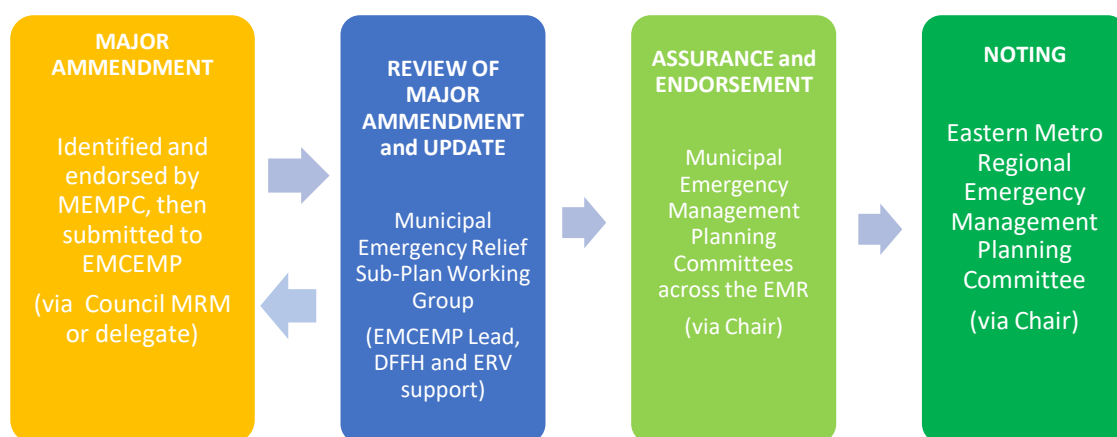 MAJOR
AMMENDMENT
Identified and
endorsed by
MEMPC, then
submitted to
EMCEMP
(via Council MRM
or delegate)
REVIEW OF
MAJOR
AMMENDMENT
and UPDATE
Municipal
Emergency Relief
Sub-Plan Working
Group
(EMCEMP Lead,
DFFH and ERV
support)
ASSURANCE and
ENDORSEMENT
Municipal
Emergency
Management
Planning
Committees
across the EMR
(via Chair)
NOTING
Eastern Metro
Regional
Emergency
Management
Planning
Committee
(via Chair)